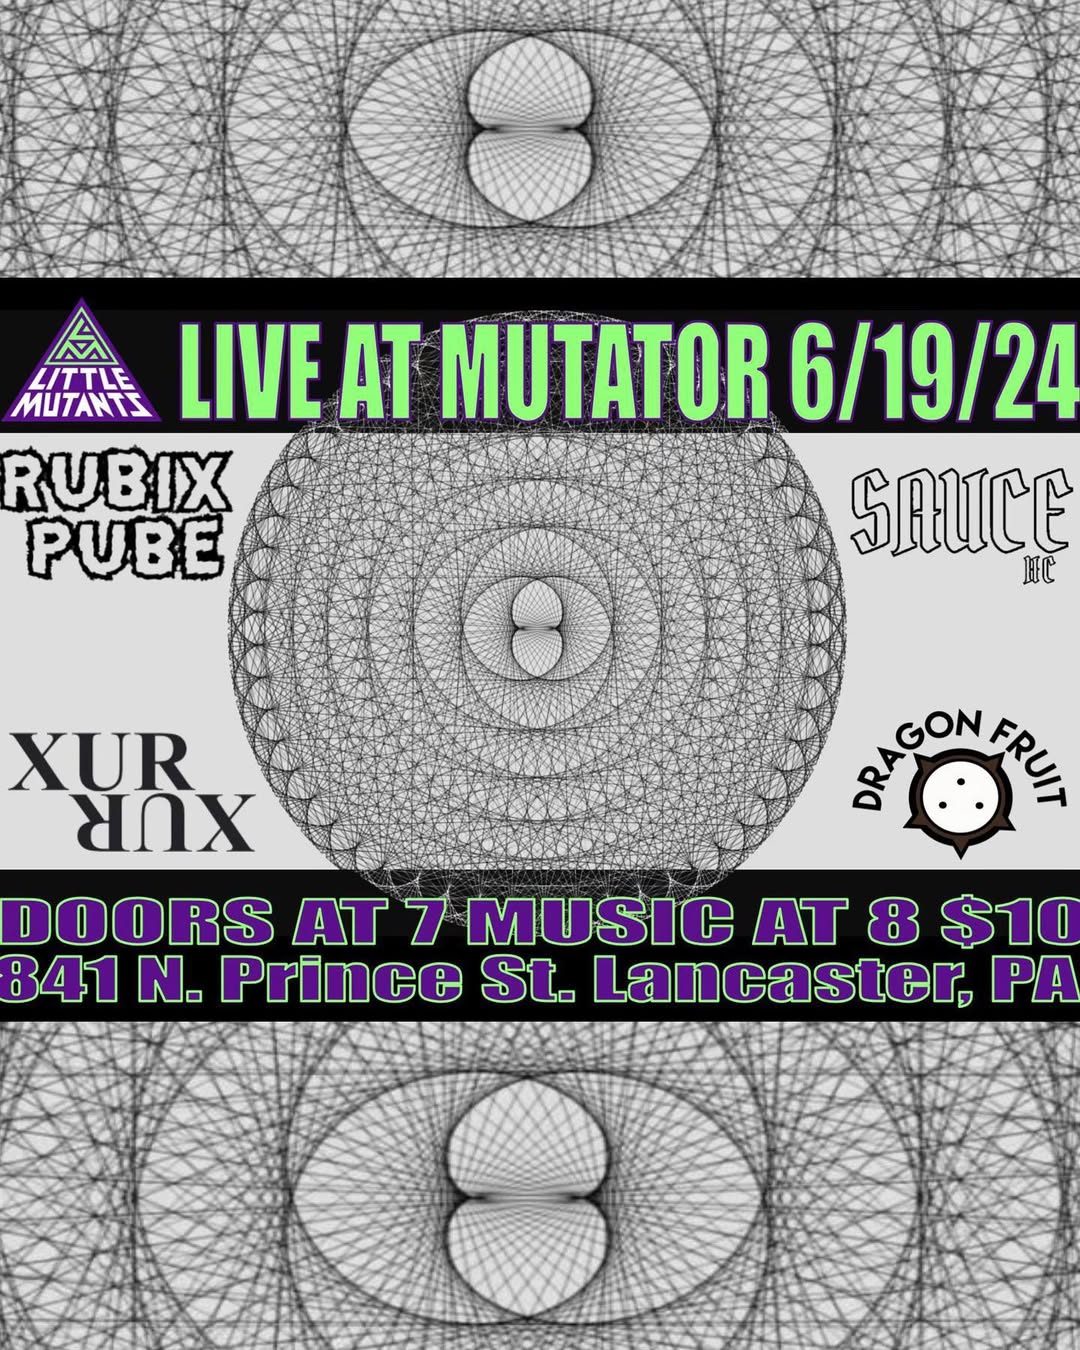 LM
LITTLE
MUTANTS
LIVE AT MUTATOR 6/19/24
RUBIX
PUBE
SAUCE
HC
XUR
XUR
DRAGON FRUIT
DOORS AT 7 MUSIC AT 8 $10
841 N. Prince St. Lancaster, PA